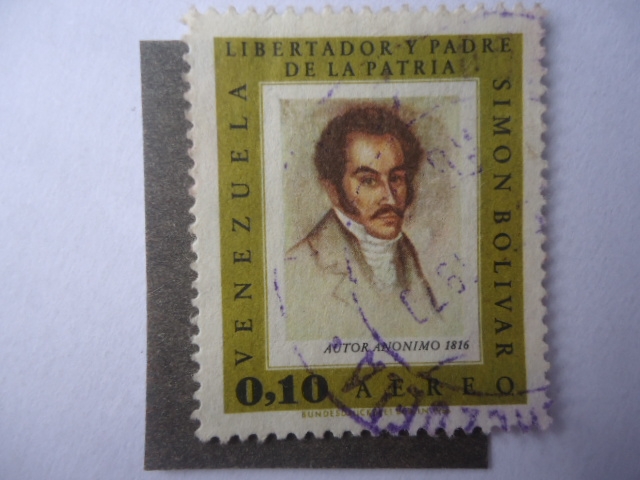 LIBERTADOR Y PADRE
DE LA PATRIA
SIMON BOLIVAR
VENEZUELA
AUTOR ANONIMO 1816
0,10 AEREO